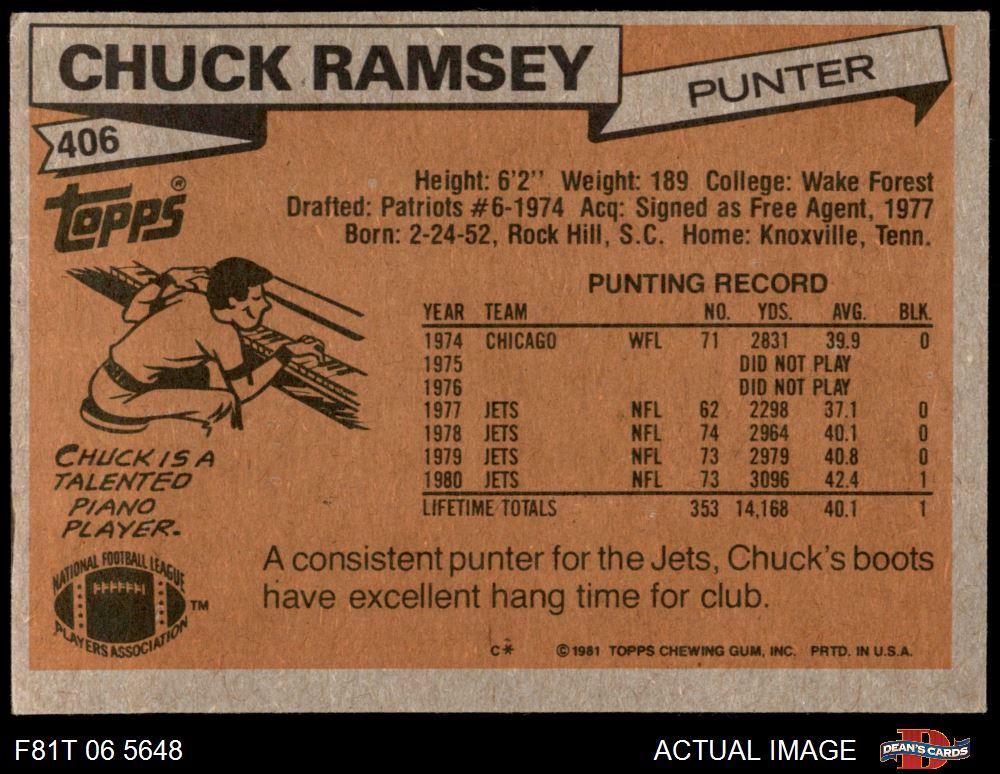 CHUCK RAMSEY
PUNTER
406
Topps®
Height: 6'2'' Weight: 189 College: Wake Forest
Drafted: Patriots #6-1974 Acq: Signed as Free Agent, 1977
Born: 2-24-52, Rock Hill, S.C. Home: Knoxville, Tenn.
PUNTING RECORD
YEAR TEAM NO. YDS. AVG. BLK.
1974 CHICAGO WFL 71 2831 39.9 0
1975 DID NOT PLAY
1976 DID NOT PLAY
1977 JETS NFL 62 2298 37.1 0
1978 JETS NFL 74 2964 40.1 0
1979 JETS NFL 73 2979 40.8 0
1980 JETS NFL 73 3096 42.4 1
LIFETIME TOTALS 353 14,168 40.1 1
CHUCK IS A
TALENTED
PIANO
PLAYER.
NATIONAL FOOTBALL LEAGUE
PLAYERS ASSOCIATION
TM
A consistent punter for the Jets, Chuck's boots
have excellent hang time for club.
C* ©1981 TOPPS CHEWING GUM, INC. PRTD. IN U.S.A.
F81T 06 5648
ACTUAL IMAGE
DEAN'S CARDS